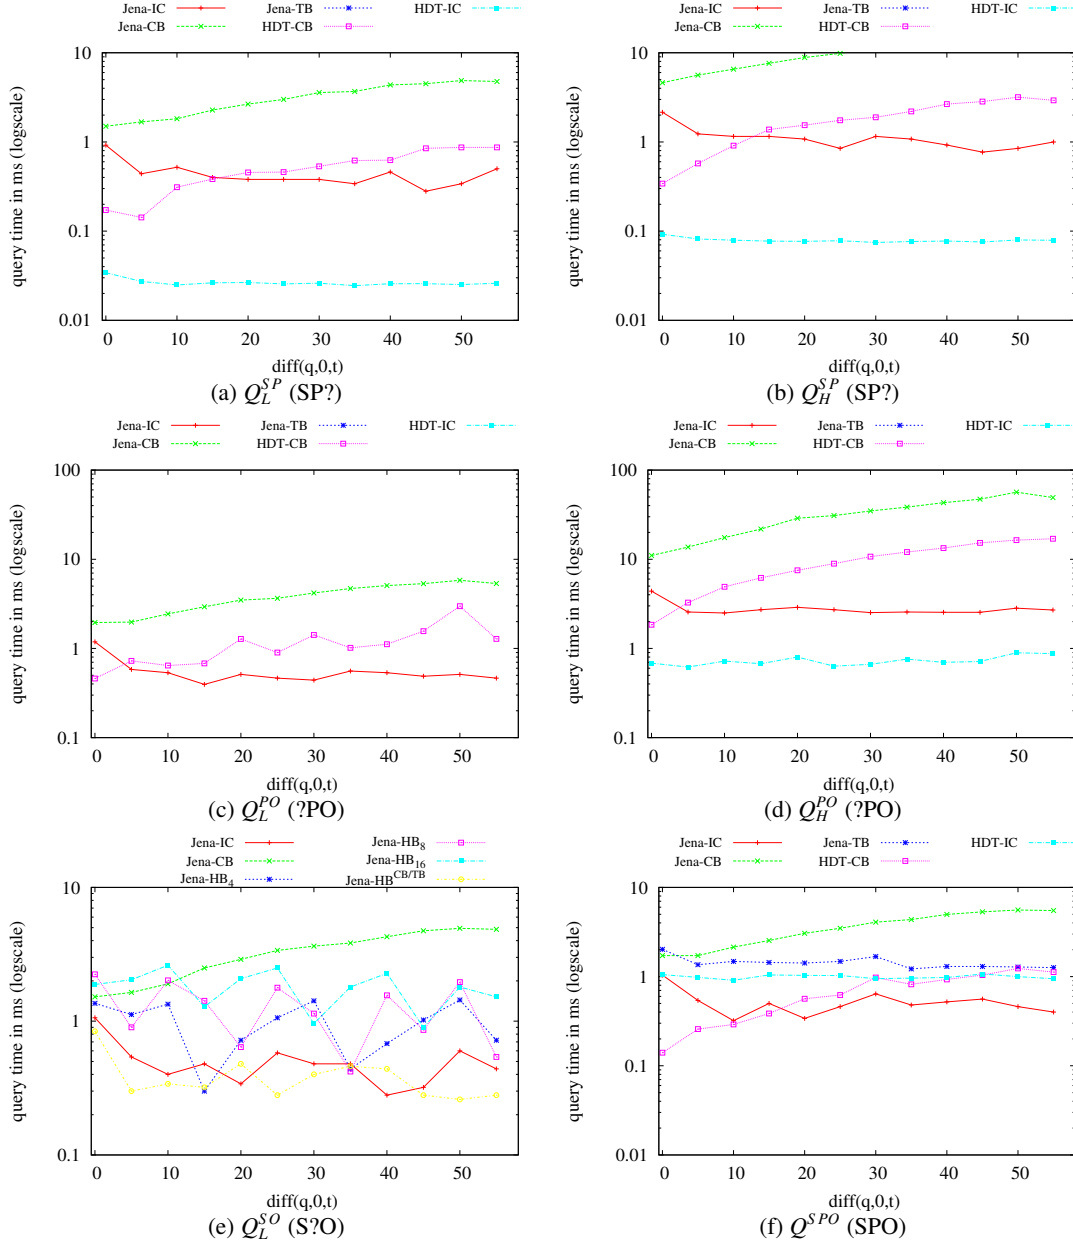 Jena-IC Jena-TB HDT-IC
Jena-CB HDT-CB
query time in ms (logscale)
10
1
0.1
0.01
0 10 20 30 40 50
diff(q,0,t)
(a) Q_L^SP (SP?)
Jena-IC Jena-TB HDT-IC
Jena-CB HDT-CB
query time in ms (logscale)
10
1
0.1
0.01
0 10 20 30 40 50
diff(q,0,t)
(b) Q_H^SP (SP?)
Jena-IC Jena-TB HDT-IC
Jena-CB HDT-CB
query time in ms (logscale)
100
10
1
0.1
0 10 20 30 40 50
diff(q,0,t)
(c) Q_L^PO (?PO)
Jena-IC Jena-TB HDT-IC
Jena-CB HDT-CB
query time in ms (logscale)
100
10
1
0.1
0 10 20 30 40 50
diff(q,0,t)
(d) Q_H^PO (?PO)
Jena-IC Jena-HB_8
Jena-CB Jena-HB_16
Jena-HB_4 Jena-HB^CB/TB
query time in ms (logscale)
10
1
0.1
0 10 20 30 40 50
diff(q,0,t)
(e) Q_L^SO (S?O)
Jena-IC Jena-TB HDT-IC
Jena-CB HDT-CB
query time in ms (logscale)
10
1
0.1
0.01
0 10 20 30 40 50
diff(q,0,t)
(f) Q^SPO (SPO)